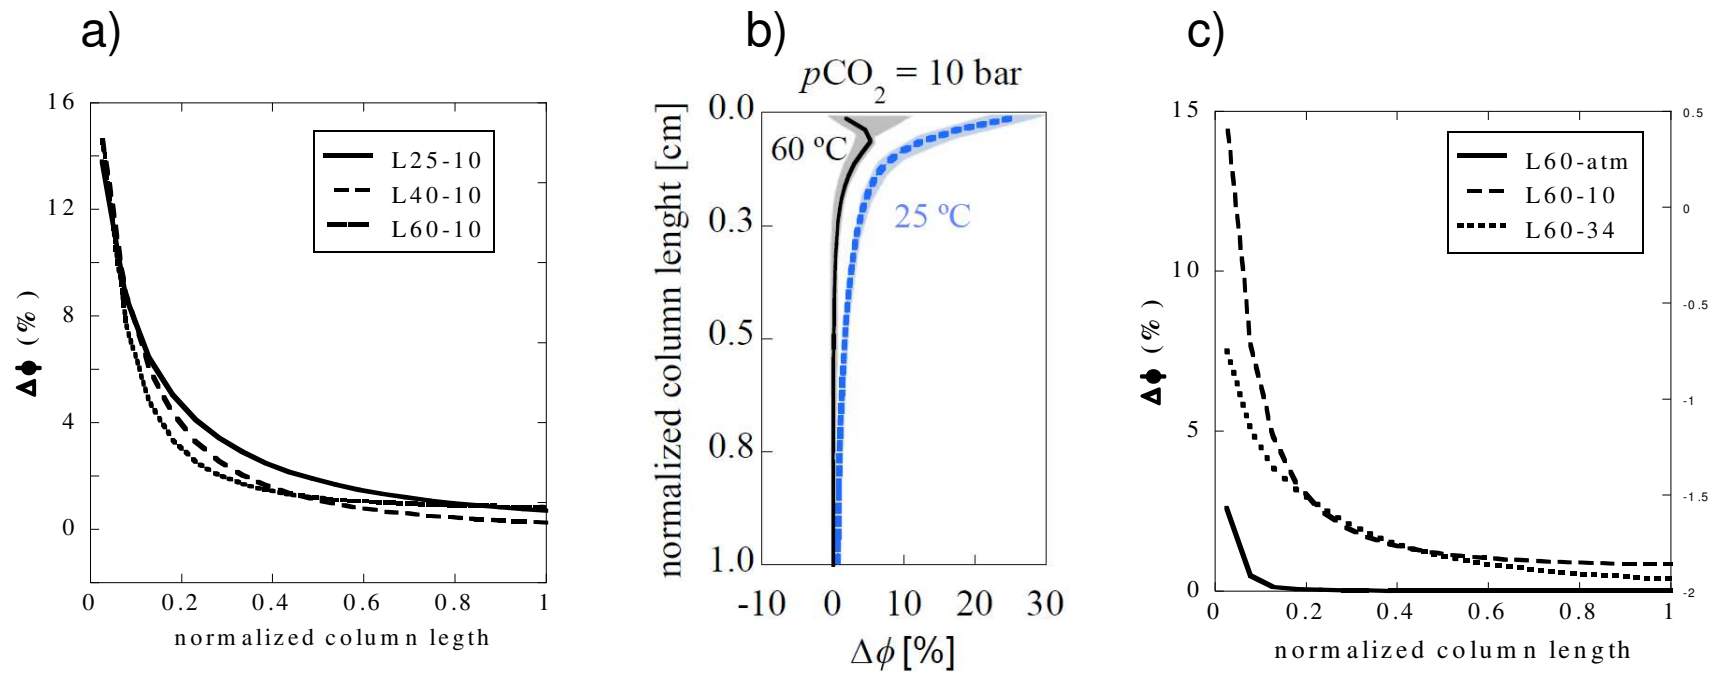 a)
16
12
8
4
0
Δϕ (%)
L25-10
L40-10
L60-10
0 0.2 0.4 0.6 0.8 1
normalized column legth
b)
pCO2 = 10 bar
0.0
0.3
0.5
0.8
1.0
normalized column lenght [cm]
60 ºC
25 ºC
-10 0 10 20 30
Δϕ [%]
c)
15
10
5
0
Δϕ (%)
L60-atm
L60-10
L60-34
0.5
0
-0.5
-1
-1.5
-2
0 0.2 0.4 0.6 0.8 1
normalized column length